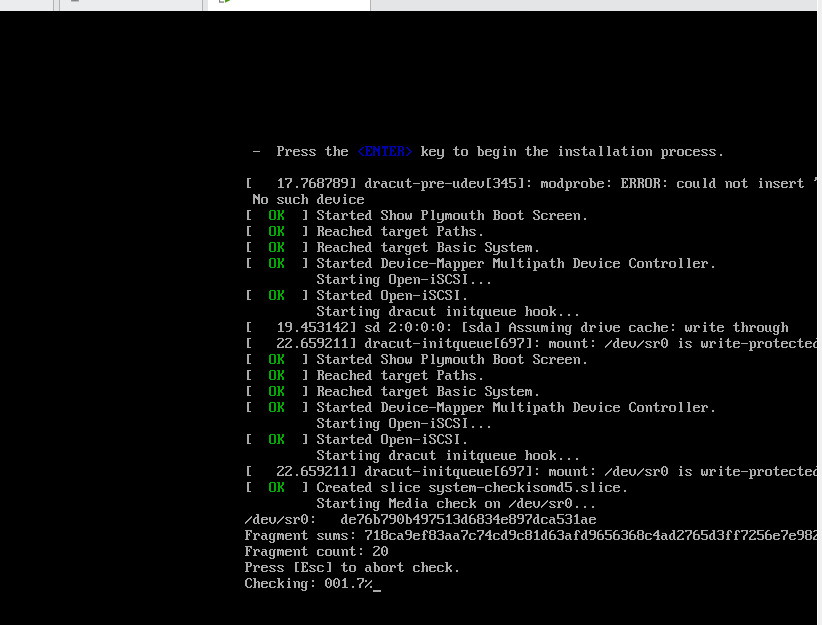 -  Press the <ENTER> key to begin the installation process.
[   17.768789] dracut-pre-udev[345]: modprobe: ERROR: could not insert '
 No such device
[  OK  ] Started Show Plymouth Boot Screen.
[  OK  ] Reached target Paths.
[  OK  ] Reached target Basic System.
[  OK  ] Started Device-Mapper Multipath Device Controller.
         Starting Open-iSCSI...
[  OK  ] Started Open-iSCSI.
         Starting dracut initqueue hook...
[   19.453142] sd 2:0:0:0: [sda] Assuming drive cache: write through
[   22.659211] dracut-initqueue[697]: mount: /dev/sr0 is write-protected
[  OK  ] Started Show Plymouth Boot Screen.
[  OK  ] Reached target Paths.
[  OK  ] Reached target Basic System.
[  OK  ] Started Device-Mapper Multipath Device Controller.
         Starting Open-iSCSI...
[  OK  ] Started Open-iSCSI.
         Starting dracut initqueue hook...
[   22.659211] dracut-initqueue[697]: mount: /dev/sr0 is write-protected
[  OK  ] Created slice system-checkisomd5.slice.
         Starting Media check on /dev/sr0...
/dev/sr0:   de76b790b497513d6834e897dca531ae
Fragment sums: 718ca9ef83aa7c74cd9c81d63afd9656368c4ad2765d3ff7256e7e982
Fragment count: 20
Press [Esc] to abort check.
Checking: 001.7%_